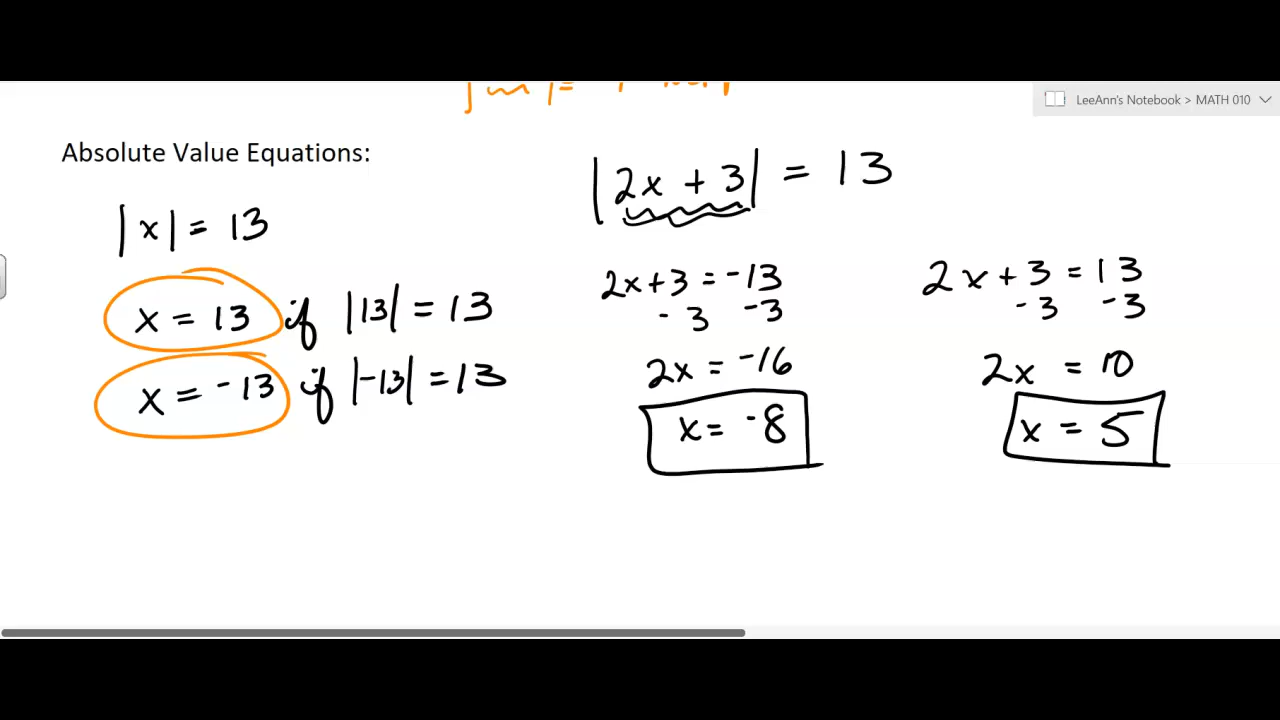 LeeAnn's Notebook > MATH 010
Absolute Value Equations:
|x| = 13
x = 13 if |13| = 13
x = -13 if |-13| = 13
|2x + 3| = 13
2x+3 = -13
-3 -3
2x = -16
x = -8
2x+3 = 13
-3 -3
2x = 10
x = 5